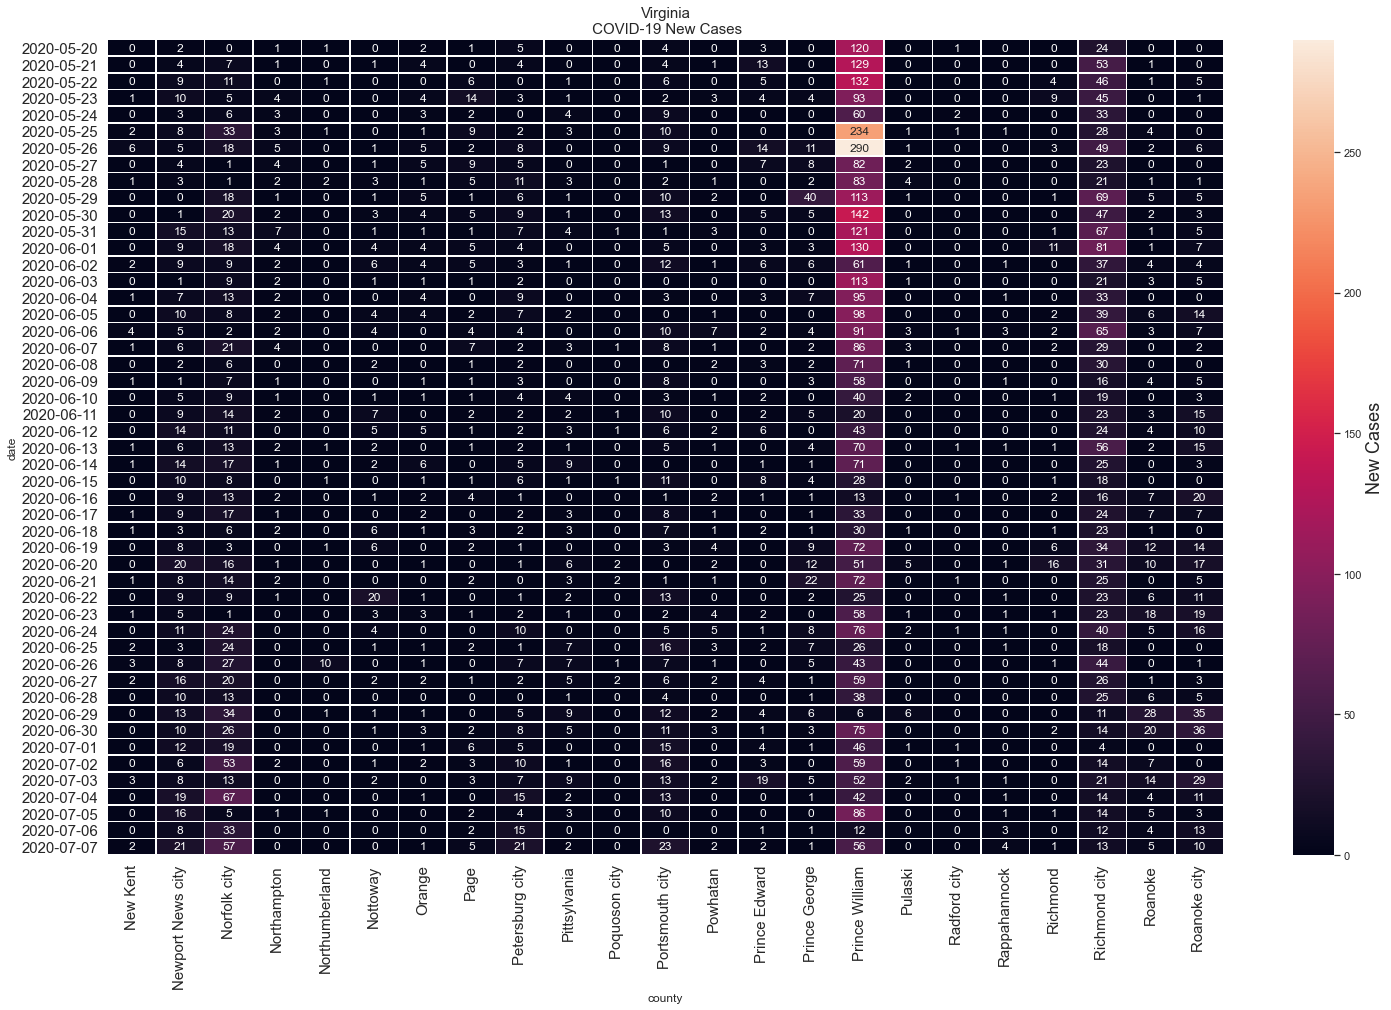 Virginia
COVID-19 New Cases
2020-05-20 0 2 0 1 1 0 2 1 5 0 0 4 0 3 0 120 0 1 0 0 24 0 0
2020-05-21 0 4 7 1 0 1 4 0 4 0 0 4 1 13 0 129 0 0 0 0 53 1 0
2020-05-22 0 9 11 0 1 0 0 6 0 1 0 6 0 5 0 132 0 0 0 4 46 1 5
2020-05-23 1 10 5 4 0 0 4 14 3 1 0 2 3 4 4 93 0 0 0 9 45 0 1
2020-05-24 0 3 6 3 0 0 3 2 0 4 0 9 0 0 0 60 0 2 0 0 33 0 0
2020-05-25 2 8 33 3 1 0 1 9 2 3 0 10 0 0 0 234 1 1 1 0 28 4 0
2020-05-26 6 5 18 5 0 1 5 2 8 0 0 9 0 14 11 290 1 0 0 3 49 2 6
2020-05-27 0 4 1 4 0 1 5 9 5 0 0 1 0 7 8 82 2 0 0 0 23 0 0
2020-05-28 1 3 1 2 2 3 1 5 11 3 0 2 1 0 2 83 4 0 0 0 21 1 1
2020-05-29 0 0 18 1 0 1 5 1 6 1 0 10 2 0 40 113 1 0 0 1 69 5 5
2020-05-30 0 1 20 2 0 3 4 5 9 1 0 13 0 5 5 142 0 0 0 0 47 2 3
2020-05-31 0 15 13 7 0 1 1 1 7 4 1 1 3 0 0 121 0 0 0 1 67 1 5
2020-06-01 0 9 18 4 0 4 4 5 4 0 0 5 0 3 3 130 0 0 0 11 81 1 7
2020-06-02 2 9 9 2 0 6 4 5 3 1 0 12 1 6 6 61 1 0 1 0 37 4 4
2020-06-03 0 1 9 2 0 1 1 1 2 0 0 0 0 0 0 113 0 0 0 0 21 3 5
2020-06-04 1 7 13 2 0 0 4 0 9 0 0 3 0 3 7 95 0 0 1 0 33 0 0
2020-06-05 0 10 8 2 0 4 4 2 7 2 0 0 1 0 0 98 0 0 0 2 39 6 14
2020-06-06 4 5 2 2 0 4 0 4 4 0 0 10 7 2 4 91 3 1 3 2 65 3 7
2020-06-07 1 6 21 4 0 0 0 7 2 3 1 8 1 0 2 86 3 0 0 2 29 0 2
2020-06-08 0 2 6 0 0 2 0 1 2 0 0 0 2 3 2 71 1 0 0 0 30 0 0
2020-06-09 1 1 7 1 0 0 1 1 3 0 0 8 0 0 3 58 0 0 1 0 16 4 5
2020-06-10 0 5 9 1 0 1 1 1 4 4 0 3 1 2 0 40 2 0 0 1 19 0 3
2020-06-11 0 9 14 2 0 7 0 2 2 2 1 10 0 2 5 20 0 0 0 0 23 3 15
2020-06-12 0 14 11 0 0 5 5 1 2 3 1 6 2 6 0 43 0 0 0 0 24 4 10
2020-06-13 1 6 13 2 1 2 0 1 2 1 0 5 1 0 4 70 0 1 1 1 56 2 15
2020-06-14 1 14 17 1 0 2 6 0 5 9 0 0 0 1 1 71 0 0 0 0 25 0 3
2020-06-15 0 10 8 0 1 0 1 1 6 1 1 11 0 8 4 28 0 0 0 1 18 0 0
2020-06-16 0 9 13 2 0 1 2 4 1 0 0 1 2 1 1 13 0 1 0 2 16 7 20
2020-06-17 1 9 17 1 0 0 2 0 2 3 0 8 1 0 1 33 0 0 0 0 24 7 7
2020-06-18 1 3 6 2 0 6 1 3 2 3 0 7 1 2 1 30 1 0 0 1 23 1 0
2020-06-19 0 8 3 0 1 6 0 2 1 0 0 3 4 0 9 72 0 0 0 6 34 12 14
2020-06-20 0 20 16 1 0 0 1 0 1 6 2 0 2 0 12 51 5 0 1 16 31 10 17
2020-06-21 1 8 14 2 0 0 0 2 0 3 2 1 1 0 22 72 0 1 0 0 25 0 5
2020-06-22 0 9 9 1 0 20 1 0 1 2 0 13 0 0 2 25 0 0 1 0 23 6 11
2020-06-23 1 5 1 0 0 3 3 1 2 1 0 2 4 2 0 58 1 0 1 1 23 18 19
2020-06-24 0 11 24 0 0 4 0 0 10 0 0 5 5 1 8 76 2 1 1 0 40 5 16
2020-06-25 2 3 24 0 0 1 1 2 1 7 0 16 3 2 7 26 0 0 1 0 18 0 0
2020-06-26 3 8 27 0 10 0 1 0 7 7 1 7 1 0 5 43 0 0 0 1 44 0 1
2020-06-27 2 16 20 0 0 2 2 1 2 5 2 6 2 4 1 59 0 0 0 0 26 1 3
2020-06-28 0 10 13 0 0 0 0 0 0 1 0 4 0 0 1 38 0 0 0 0 25 6 5
2020-06-29 0 13 34 0 1 1 1 0 5 9 0 12 2 4 6 6 6 0 0 0 11 28 35
2020-06-30 0 10 26 0 0 1 3 2 8 5 0 11 3 1 3 75 0 0 0 2 14 20 36
2020-07-01 0 12 19 0 0 0 1 6 5 0 0 15 0 4 1 46 1 1 0 0 4 0 0
2020-07-02 0 6 53 2 0 1 2 3 10 1 0 16 0 3 0 59 0 0 1 0 14 7 0
2020-07-03 3 8 13 0 0 2 0 3 7 9 0 13 2 19 5 52 2 1 1 0 21 14 29
2020-07-04 0 19 67 0 0 0 1 0 15 2 0 13 0 0 1 42 0 0 1 0 14 4 11
2020-07-05 0 16 5 1 1 0 0 2 4 3 0 10 0 0 0 86 0 0 1 1 14 5 3
2020-07-06 0 8 33 0 0 0 0 2 15 0 0 0 0 1 1 12 0 0 3 0 12 4 13
2020-07-07 2 21 57 0 0 0 1 5 21 2 0 23 2 2 1 56 0 0 4 1 13 5 10
date
New Kent
Newport News city
Norfolk city
Northampton
Northumberland
Nottoway
Orange
Page
Petersburg city
Pittsylvania
Poquoson city
Portsmouth city
Powhatan
Prince Edward
Prince George
Prince William
Pulaski
Radford city
Rappahannock
Richmond
Richmond city
Roanoke
Roanoke city
county
250
200
150
100
50
0
New Cases